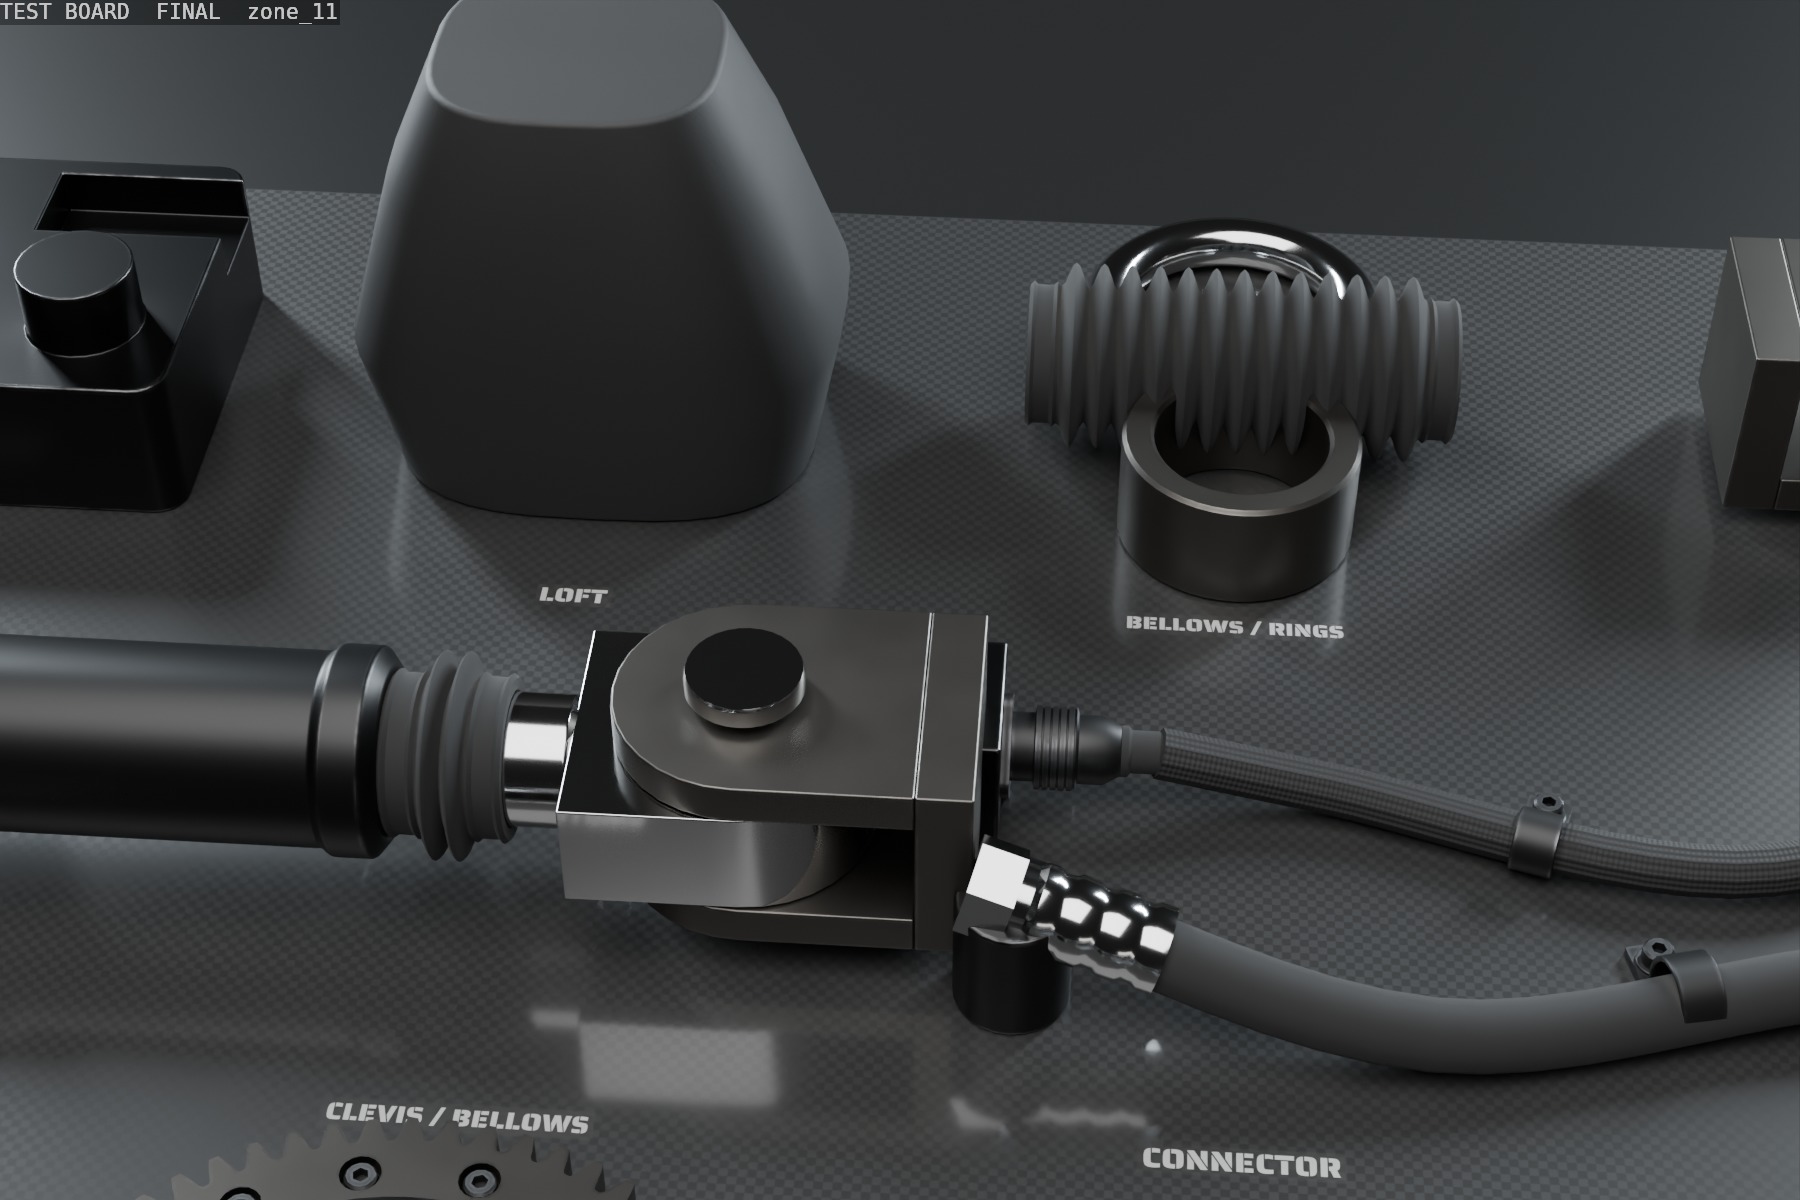 TEST BOARD  FINAL  zone_11
LOFT
BELLOWS / RINGS
CLEVIS / BELLOWS
CONNECTOR